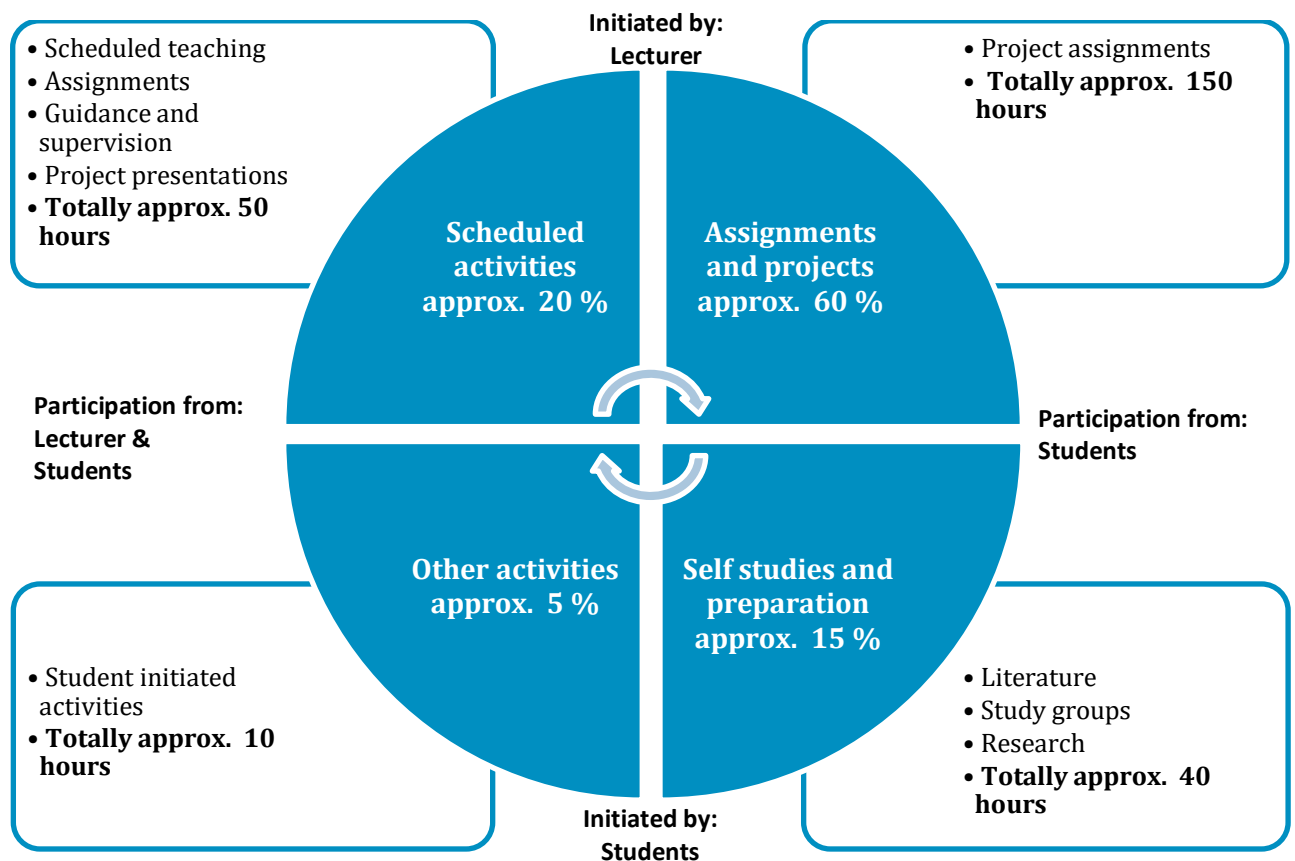 Initiated by:
Lecturer
• Scheduled teaching
• Assignments
• Guidance and
supervision
• Project presentations
• Totally approx. 50
hours
• Project assignments
• Totally approx. 150
hours
Scheduled
activities
approx. 20 %
Assignments
and projects
approx. 60 %
Participation from:
Lecturer &
Students
Participation from:
Students
Other activities
approx. 5 %
Self studies and
preparation
approx. 15 %
• Student initiated
activities
• Totally approx. 10
hours
• Literature
• Study groups
• Research
• Totally approx. 40
hours
Initiated by:
Students